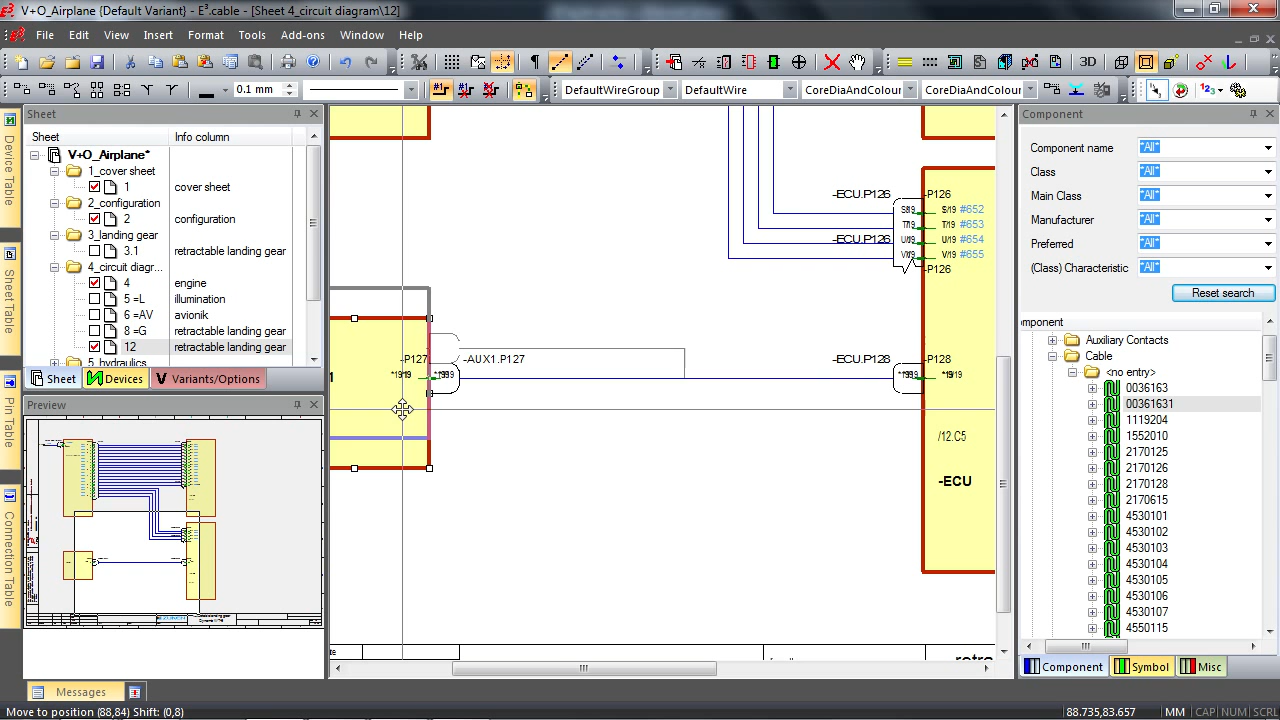 V+O_Airplane {Default Variant} - E³.cable - [Sheet 4_circuit diagram\12]
File Edit View Insert Format Tools Add-ons Window Help
3D
0.1 mm DefaultWireGroup DefaultWire CoreDiaAndColour CoreDiaAndColour
Sheet
Sheet Info column
V+O_Airplane*
1_cover sheet
1 cover sheet
2_configuration
2 configuration
3_landing gear
3.1 retractable landing gear
4_circuit diagr...
4 engine
5 =L illumination
6 =AV avionik
8 =G retractable landing gear
12 retractable landing gear
5_hydraulics
Sheet Devices Variants/Options
Preview
Device Table
Sheet Table
Pin Table
Connection Table
-ECU.P126 -P126
S/19 #652
T/19 #653
-ECU.P126 U/19 #654
V/19 #655
-P126
-P127 -AUX1.P127
-ECU.P128 -P128
/12.C5
-ECU
Component
Component name *All*
Class *All*
Main Class *All*
Manufacturer *All*
Preferred *All*
(Class) Characteristic *All*
Reset search
mponent
Auxiliary Contacts
Cable
<no entry>
0036163
00361631
1119204
1552010
2170125
2170126
2170128
2170615
4530101
4530102
4530103
4530104
4530105
4530106
4530107
4550115
Component Symbol Misc
Messages
Move to position (88,84) Shift: (0,8) 88.735,83.657 MM CAP NUM SCRL